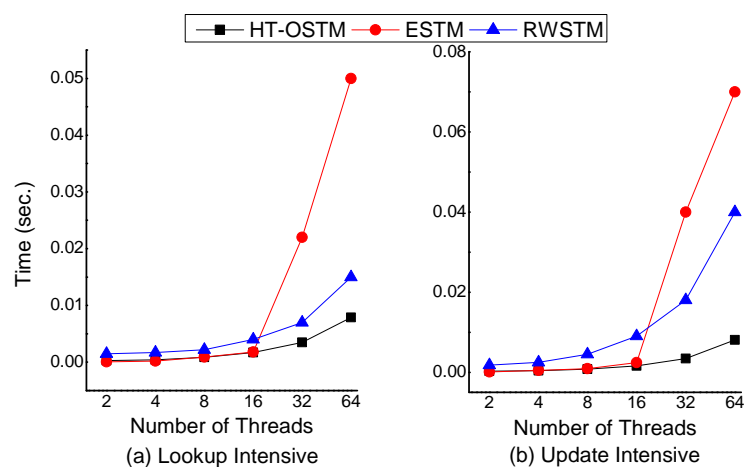 HT-OSTM ESTM RWSTM
Time (sec.)
0.05
0.04
0.03
0.02
0.01
0.00
2 4 8 16 32 64
Number of Threads
(a) Lookup Intensive
0.08
0.06
0.04
0.02
0.00
2 4 8 16 32 64
Number of Threads
(b) Update Intensive